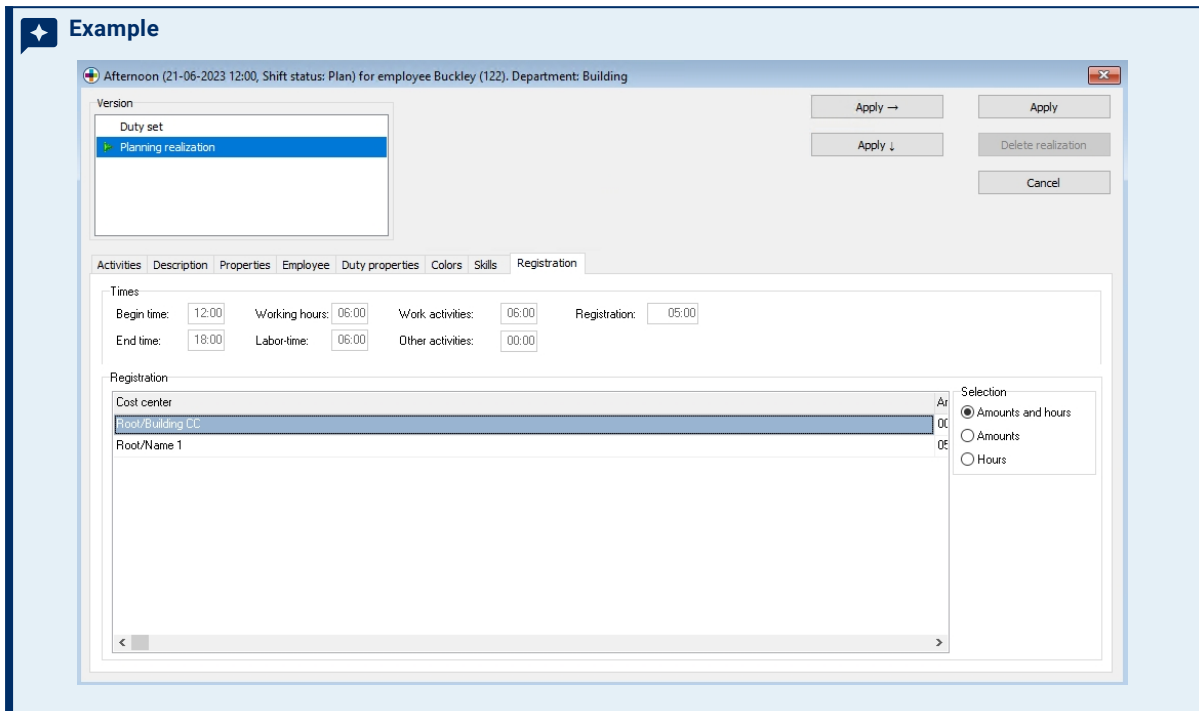 Example
Afternoon (21-06-2023 12:00, Shift status: Plan) for employee Buckley (122). Department: Building
Version
Duty set
Planning realization
Apply →
Apply
Apply ↓
Delete realization
Cancel
Activities Description Properties Employee Duty properties Colors Skills Registration
Times
Begin time: 12:00 Working hours: 06:00 Work activities: 06:00 Registration: 05:00
End time: 18:00 Labor-time: 06:00 Other activities: 00:00
Registration
Cost center Ar
Root/Building CC 00
Root/Name 1 05
Selection
Amounts and hours
Amounts
Hours